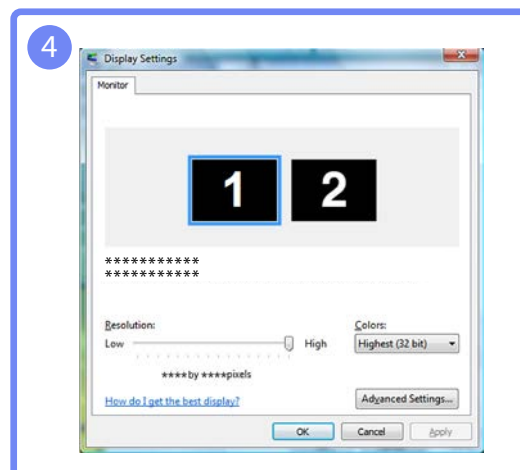 4
Display Settings
Monitor
1 2
***********
***********
Resolution:
Colors:
Low High
Highest (32 bit)
****by ****pixels
How do I get the best display?
Advanced Settings...
OK Cancel Apply